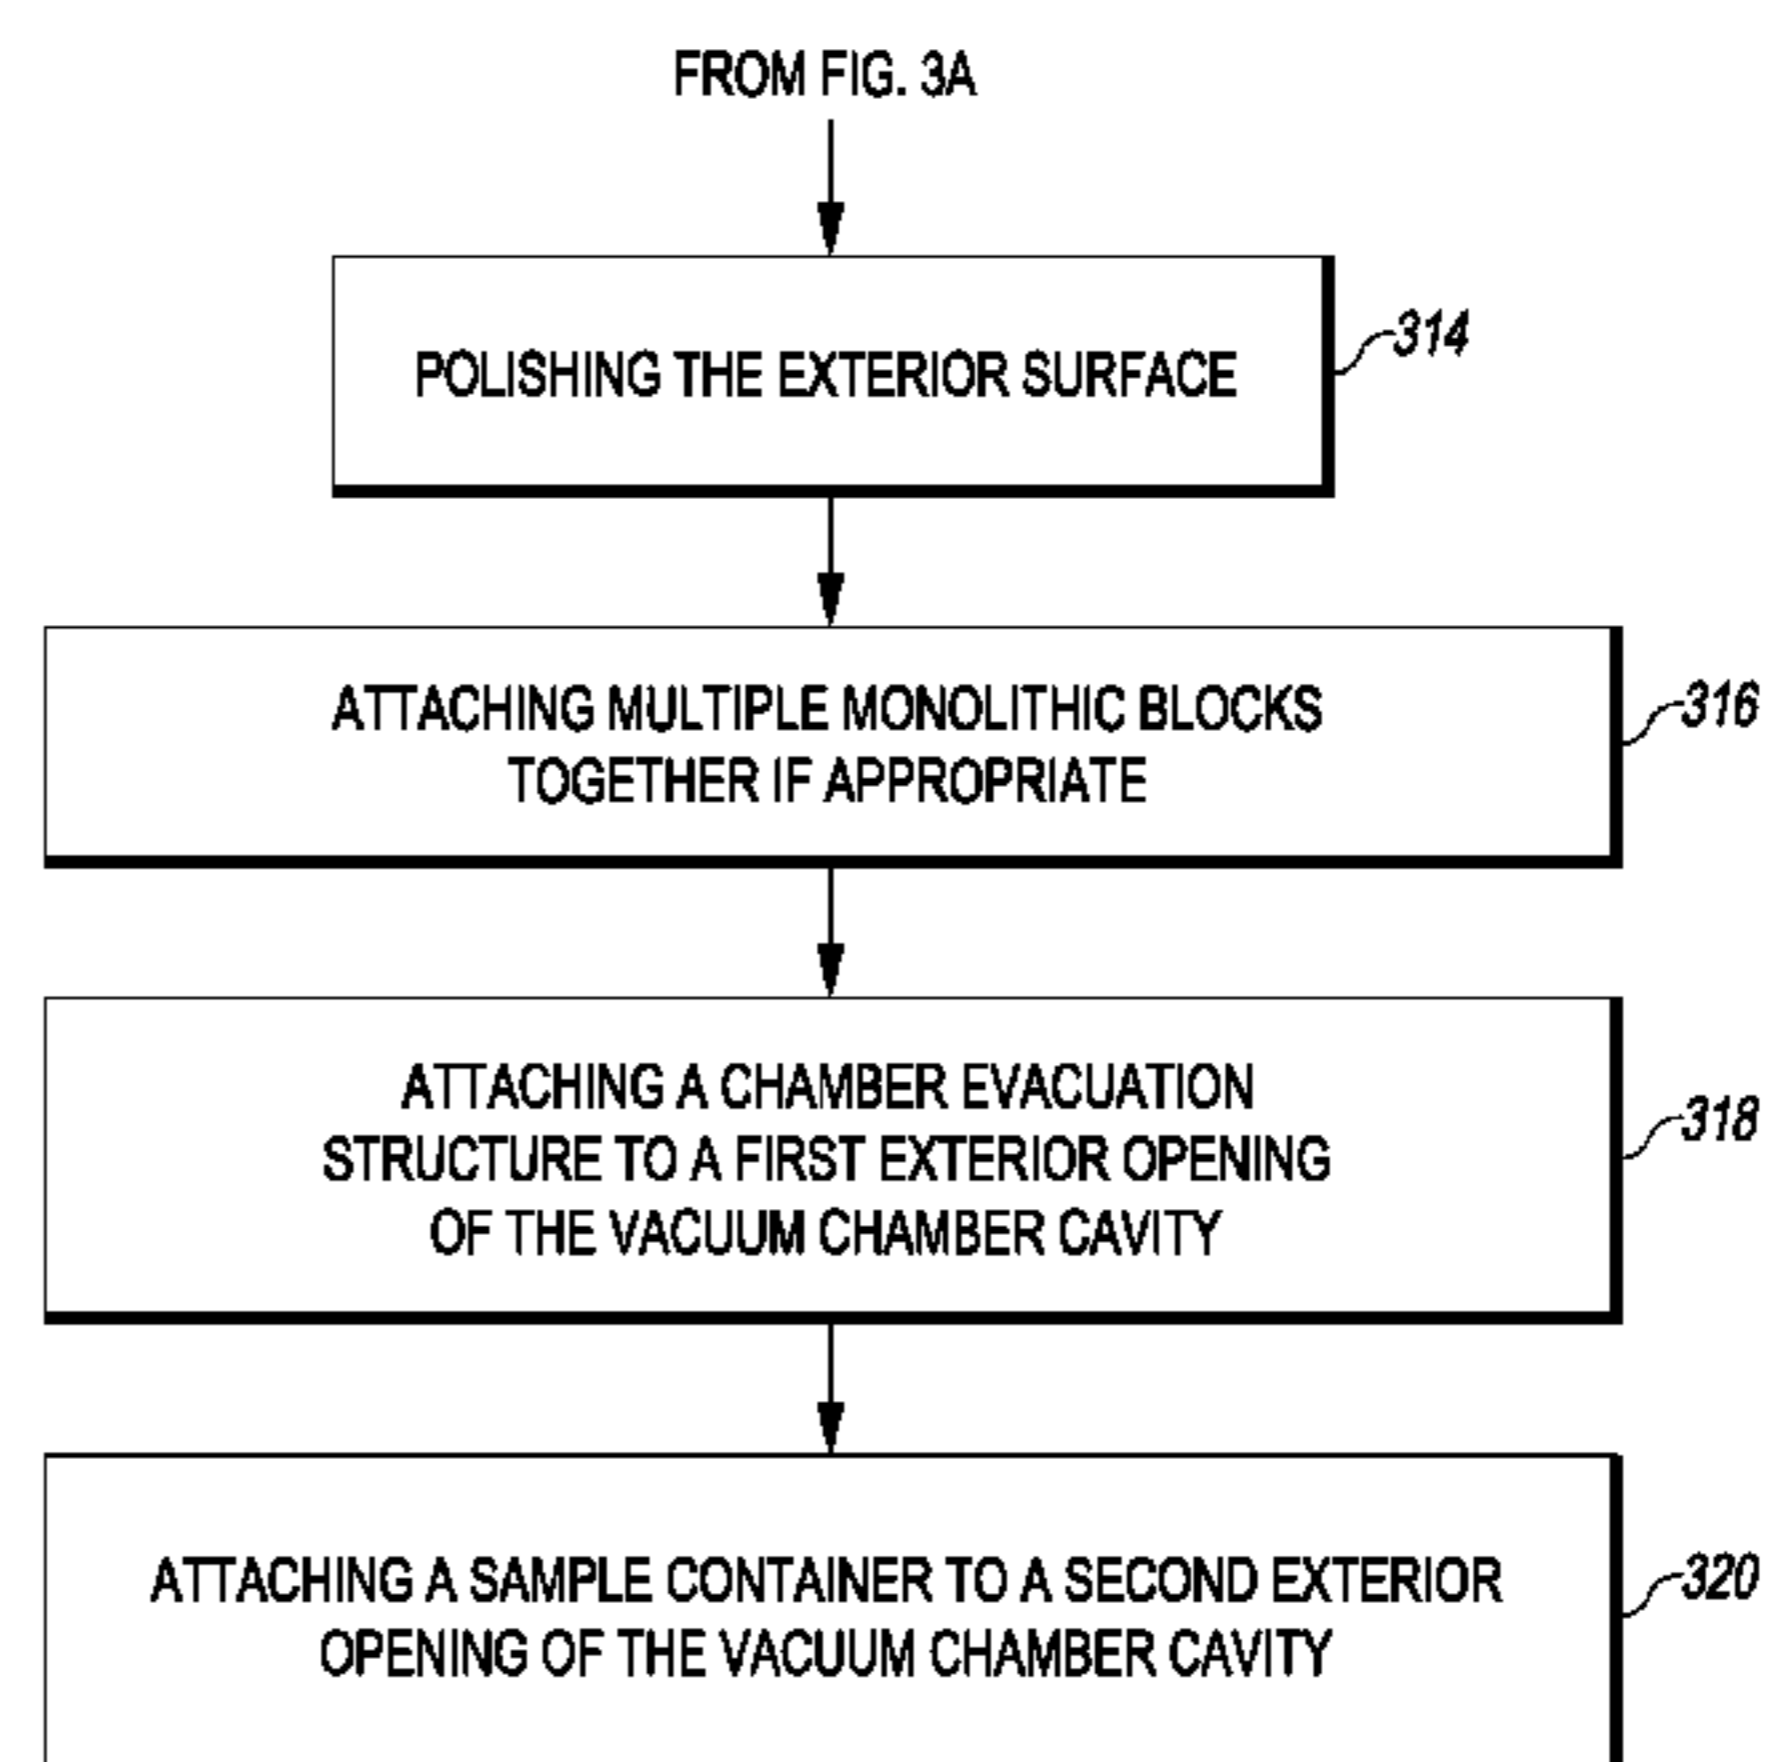 FROM FIG. 3A
POLISHING THE EXTERIOR SURFACE
314
ATTACHING MULTIPLE MONOLITHIC BLOCKS
TOGETHER IF APPROPRIATE
316
ATTACHING A CHAMBER EVACUATION
STRUCTURE TO A FIRST EXTERIOR OPENING
OF THE VACUUM CHAMBER CAVITY
318
ATTACHING A SAMPLE CONTAINER TO A SECOND EXTERIOR
OPENING OF THE VACUUM CHAMBER CAVITY
320